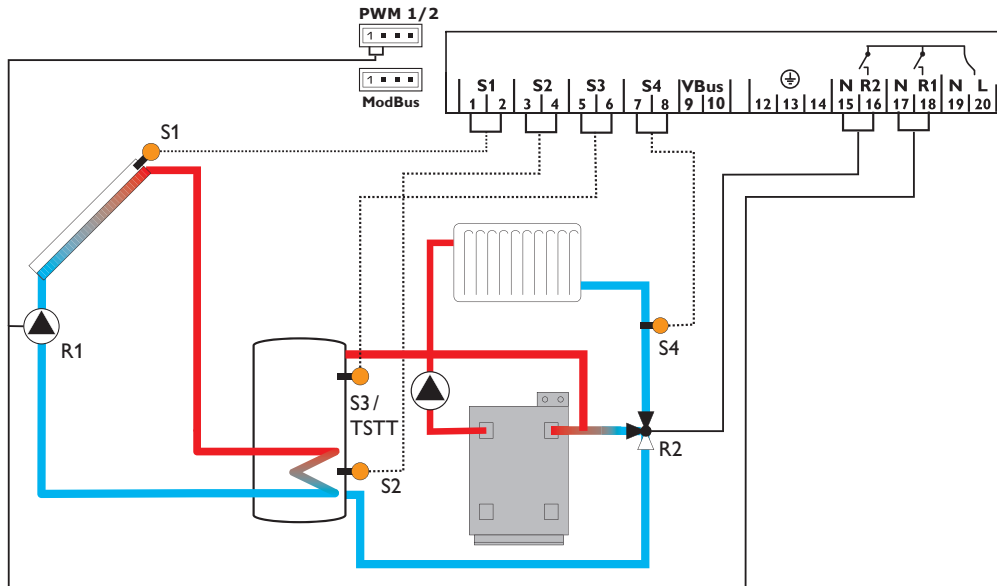 PWM 1/2
1
1
ModBus
S1 S2 S3 S4 VBus N R2 N R1 N L
1 2 3 4 5 6 7 8 9 10 12 13 14 15 16 17 18 19 20
S1
R1
S4
S3 /
TSTT
R2
S2